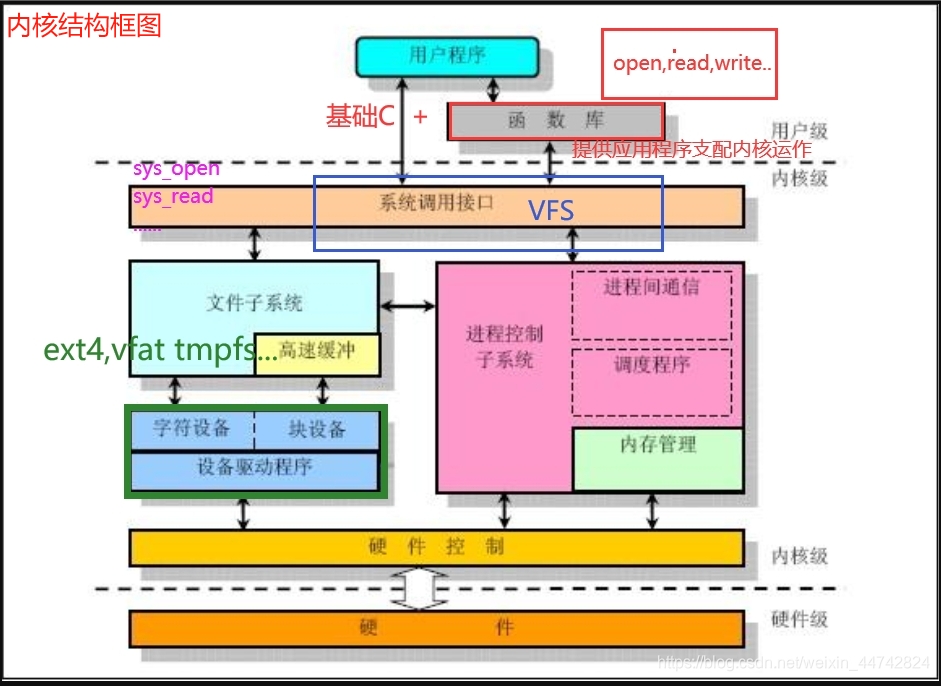 内核结构框图
用户程序
open,read,write..
基础C +
函 数 库
用户级
提供应用程序支配内核运作
sys_open
内核级
sys_read
系统调用接口
VFS
......
文件子系统
进程控制
子系统
进程间通信
ext4,vfat tmpfs...
高速缓冲
调度程序
字符设备
块设备
内存管理
设备驱动程序
硬 件 控 制
内核级
硬件级
硬 件
https://blog.csdn.net/weixin_44742824